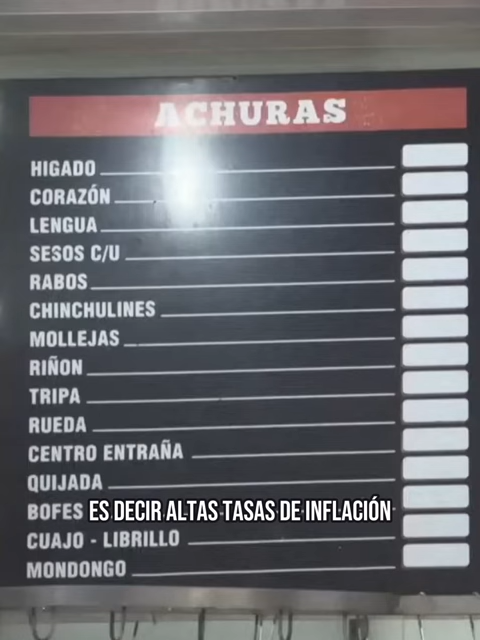 ACHURAS
HIGADO
CORAZÓN
LENGUA
SESOS C/U
RABOS
CHINCHULINES
MOLLEJAS
RIÑON
TRIPA
RUEDA
CENTRO ENTRAÑA
QUIJADA
BOFES
ES DECIR ALTAS TASAS DE INFLACIÓN
CUAJO - LIBRILLO
MONDONGO